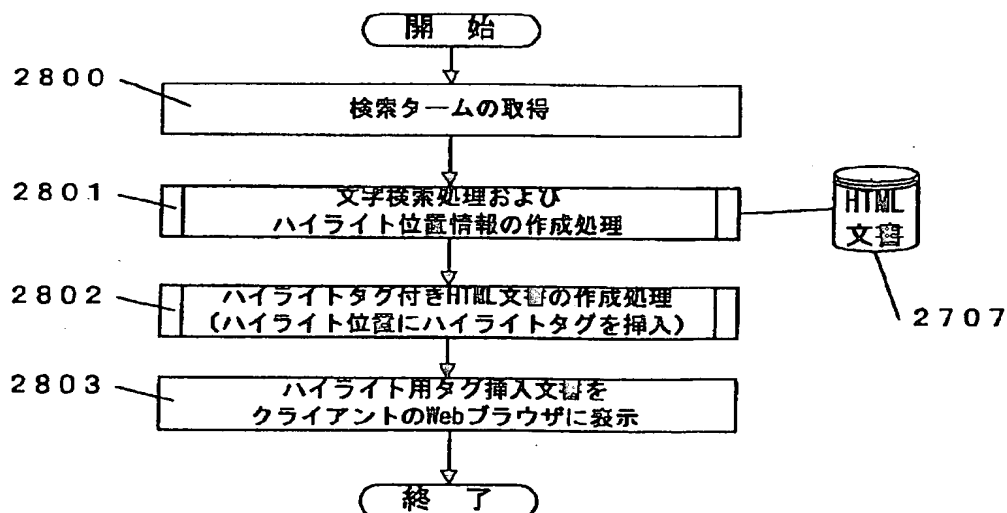 開 始
2800
検索タームの取得
2801
文字検索処理および
ハイライト位置情報の作成処理
HTML
文書
2802
ハイライトタグ付きHTML文書の作成処理
(ハイライト位置にハイライトタグを挿入)
2707
2803
ハイライト用タグ挿入文書を
クライアントのWebブラウザに表示
終 了